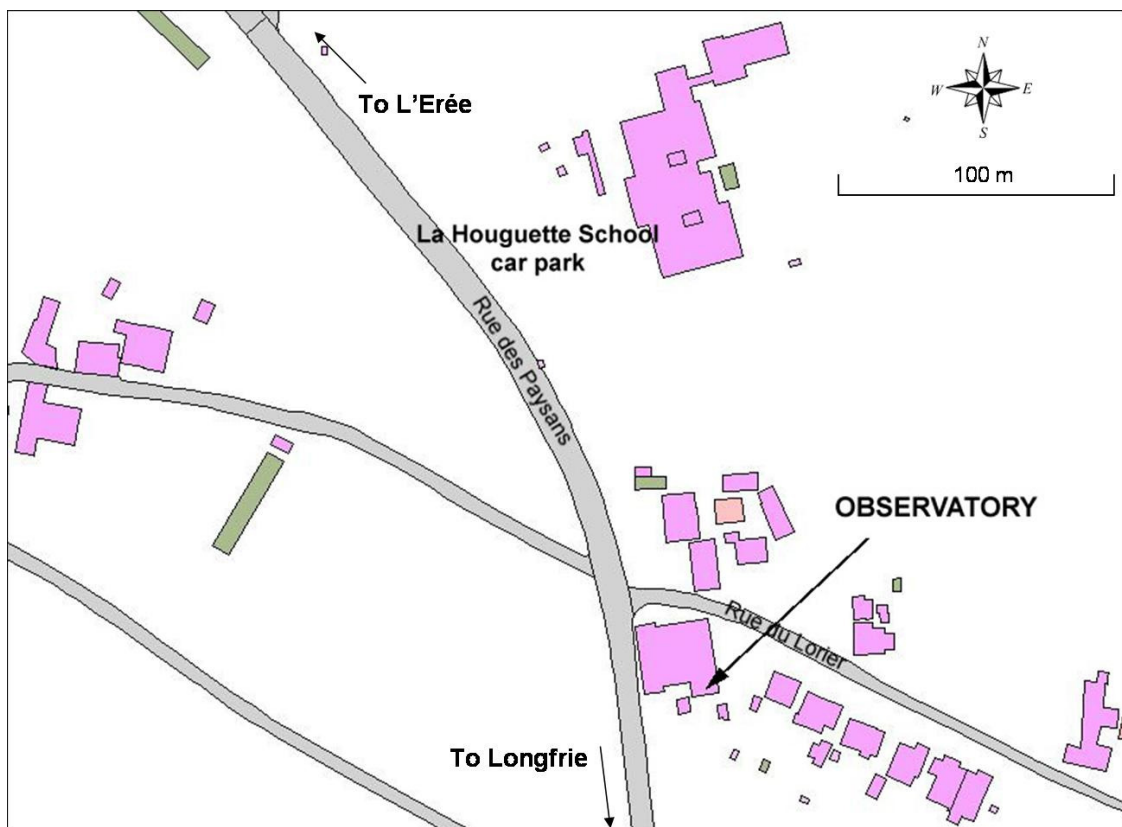 N
W E
S
To L'Erée
100 m
La Houguette School
car park
Rue des Paysans
OBSERVATORY
Rue du Lorier
To Longfrie